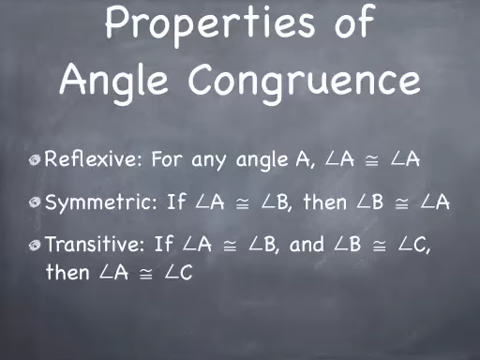 Properties of
Angle Congruence
Reflexive: For any angle A, ∠A ≅ ∠A
Symmetric: If ∠A ≅ ∠B, then ∠B ≅ ∠A
Transitive: If ∠A ≅ ∠B, and ∠B ≅ ∠C,
then ∠A ≅ ∠C